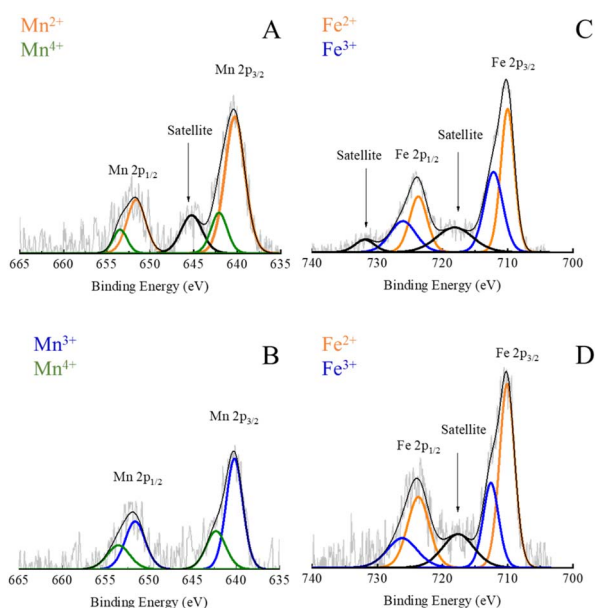 Mn²⁺
Mn⁴⁺
A
Mn 2p₃/₂
Satellite
Mn 2p₁/₂
665 660 655 650 645 640 635
Binding Energy (eV)
Fe²⁺
Fe³⁺
C
Fe 2p₃/₂
Satellite
Fe 2p₁/₂
Satellite
740 730 720 710 700
Binding Energy (eV)
Mn³⁺
Mn⁴⁺
B
Mn 2p₃/₂
Mn 2p₁/₂
665 660 655 650 645 640 635
Binding Energy (eV)
Fe²⁺
Fe³⁺
D
Fe 2p₃/₂
Satellite
Fe 2p₁/₂
740 730 720 710 700
Binding Energy (eV)